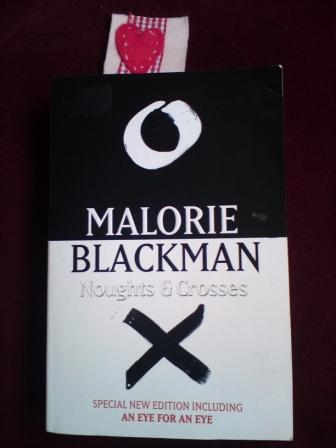 MALORIE
BLACKMAN
Noughts & Crosses
SPECIAL NEW EDITION INCLUDING
AN EYE FOR AN EYE